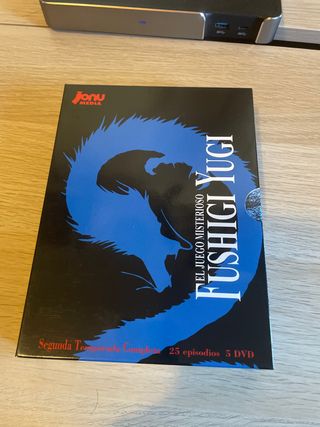 jonu
MEDIA
EL JUEGO MISTERIOSO
FUSHIGI YUGI
Segunda Temporada Completa 25 episodios 5 DVD